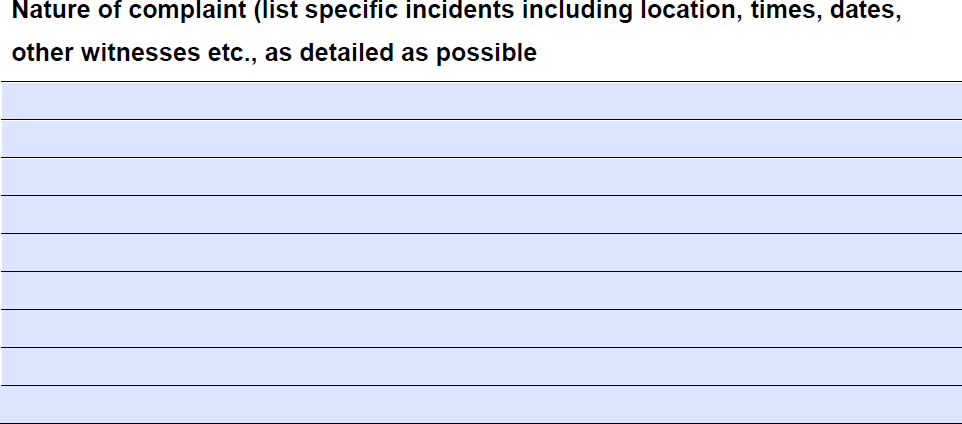 Nature of complaint (list specific incidents including location, times, dates,
other witnesses etc., as detailed as possible